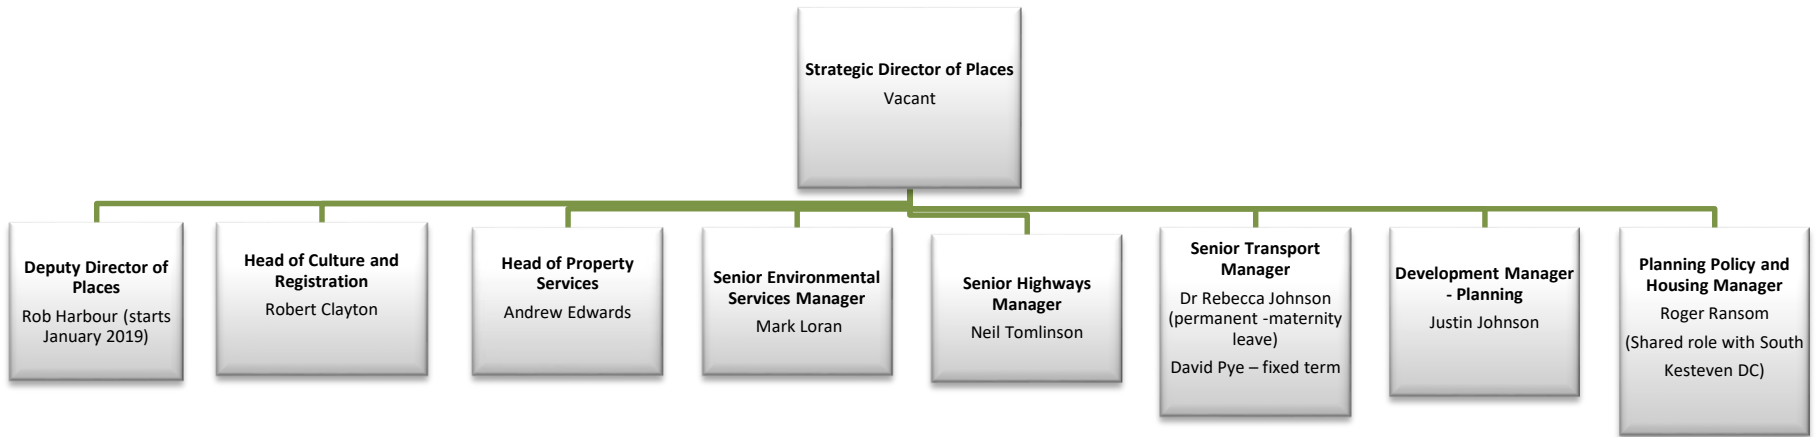 Strategic Director of Places
Vacant
Deputy Director of
Places
Rob Harbour (starts
January 2019)
Head of Culture and
Registration
Robert Clayton
Head of Property
Services
Andrew Edwards
Senior Environmental
Services Manager
Mark Loran
Senior Highways
Manager
Neil Tomlinson
Senior Transport
Manager
Dr Rebecca Johnson
(permanent -maternity
leave)
David Pye – fixed term
Development Manager
- Planning
Justin Johnson
Planning Policy and
Housing Manager
Roger Ransom
(Shared role with South
Kesteven DC)